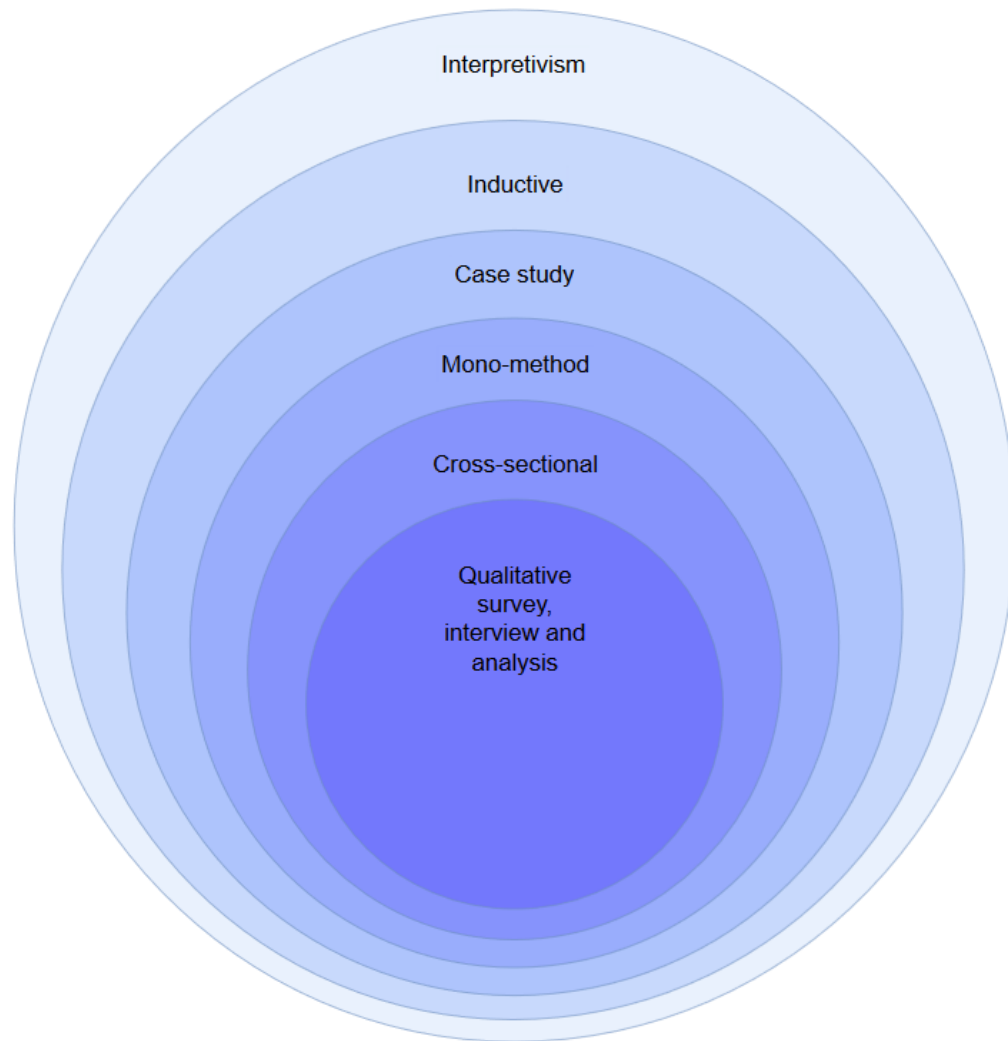 Interpretivism
Inductive
Case study
Mono-method
Cross-sectional
Qualitative
survey,
interview and
analysis